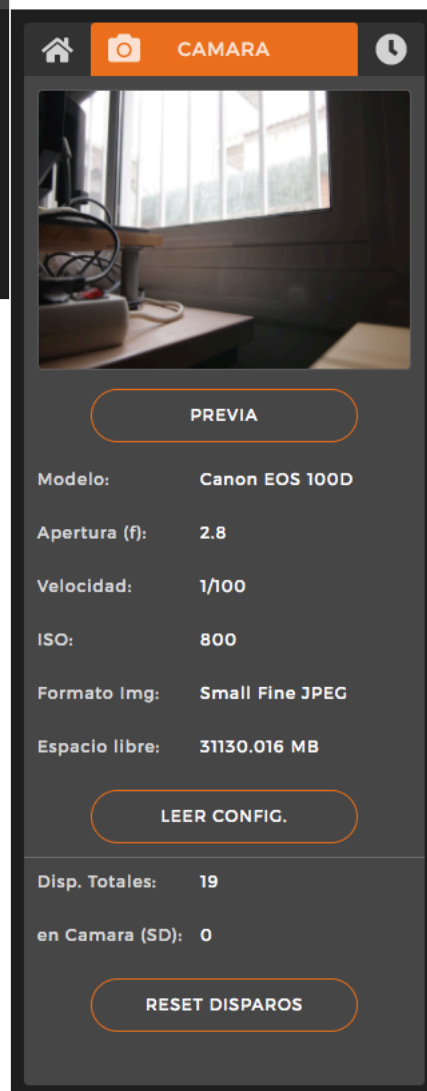 CAMARA
PREVIA
Modelo: Canon EOS 100D
Apertura (f): 2.8
Velocidad: 1/100
ISO: 800
Formato Img: Small Fine JPEG
Espacio libre: 31130.016 MB
LEER CONFIG.
Disp. Totales: 19
en Camara (SD): 0
RESET DISPAROS